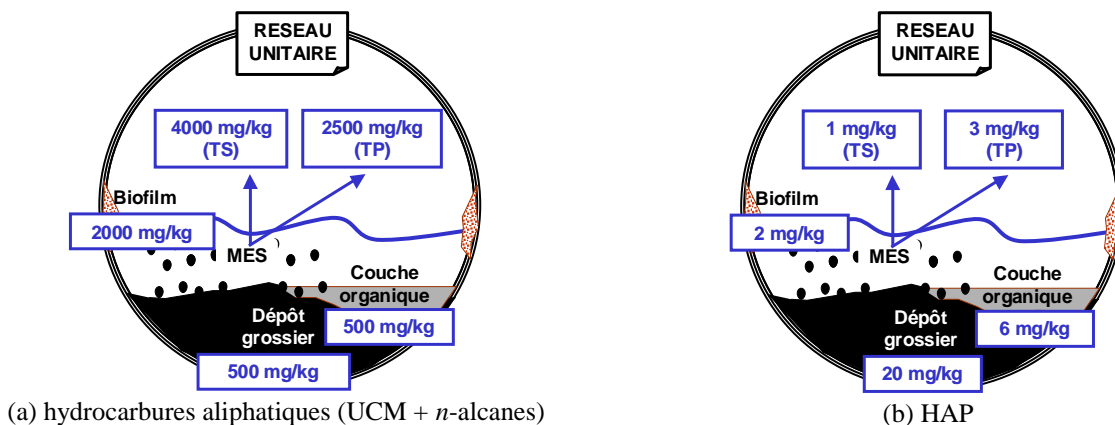 RESEAU
UNITAIRE
4000 mg/kg
(TS)
2500 mg/kg
(TP)
Biofilm
2000 mg/kg
MES
Couche
organique
500 mg/kg
Dépôt
grossier
500 mg/kg
(a) hydrocarbures aliphatiques (UCM + n-alcanes)
RESEAU
UNITAIRE
1 mg/kg
(TS)
3 mg/kg
(TP)
Biofilm
2 mg/kg
MES
Couche
organique
6 mg/kg
Dépôt
grossier
20 mg/kg
(b) HAP